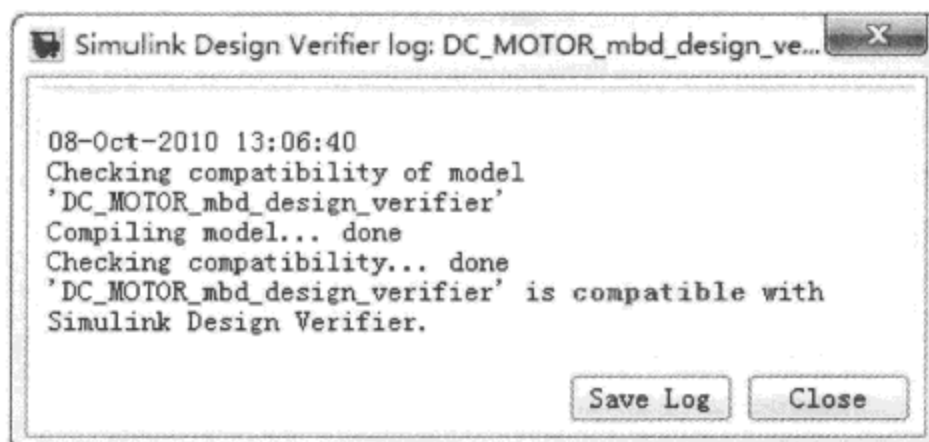 Simulink Design Verifier log: DC_MOTOR_mbd_design_ve...
08-Oct-2010 13:06:40
Checking compatibility of model
'DC_MOTOR_mbd_design_verifier'
Compiling model... done
Checking compatibility... done
'DC_MOTOR_mbd_design_verifier' is compatible with
Simulink Design Verifier.
Save Log Close